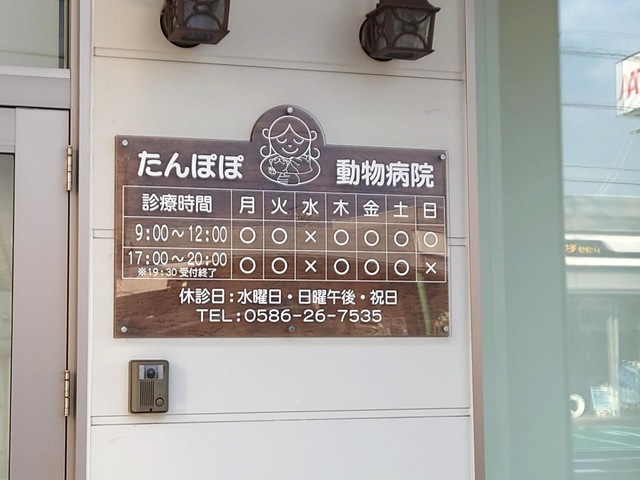 たんぽぽ 動物病院
診療時間 月 火 水 木 金 土 日
9:00〜12:00 ○ ○ × ○ ○ ○ ○
17:00〜20:00 ○ ○ × ○ ○ ○ ×
※19:30 受付終了
休診日:水曜日・日曜午後・祝日
TEL:0586-26-7535